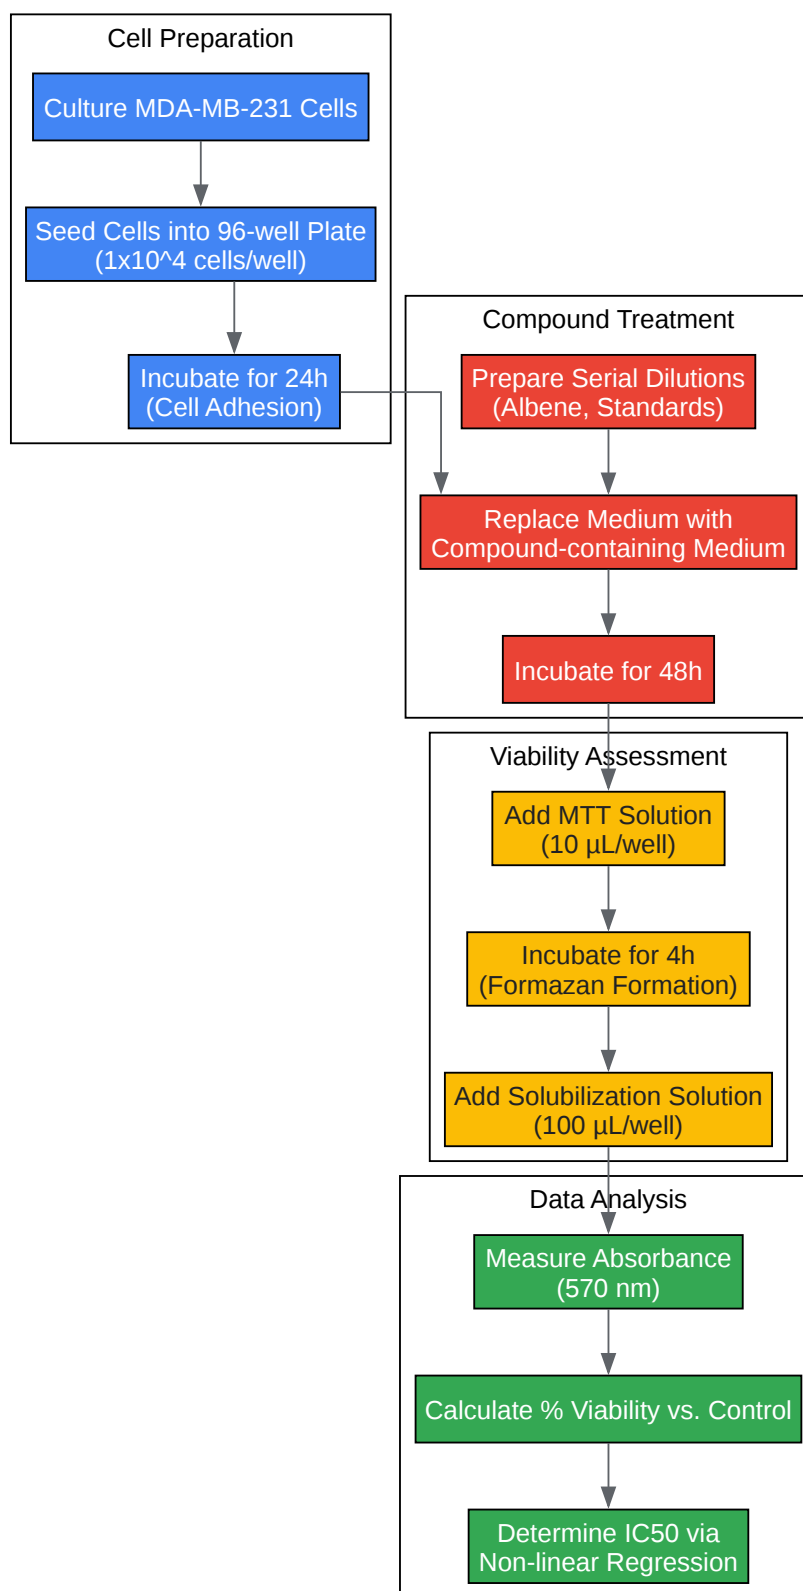 Cell Preparation
Culture MDA-MB-231 Cells
Seed Cells into 96-well Plate
(1x10^4 cells/well)
Incubate for 24h
(Cell Adhesion)
Compound Treatment
Prepare Serial Dilutions
(Albene, Standards)
Replace Medium with
Compound-containing Medium
Incubate for 48h
Viability Assessment
Add MTT Solution
(10 µL/well)
Incubate for 4h
(Formazan Formation)
Add Solubilization Solution
(100 µL/well)
Data Analysis
Measure Absorbance
(570 nm)
Calculate % Viability vs. Control
Determine IC50 via
Non-linear Regression